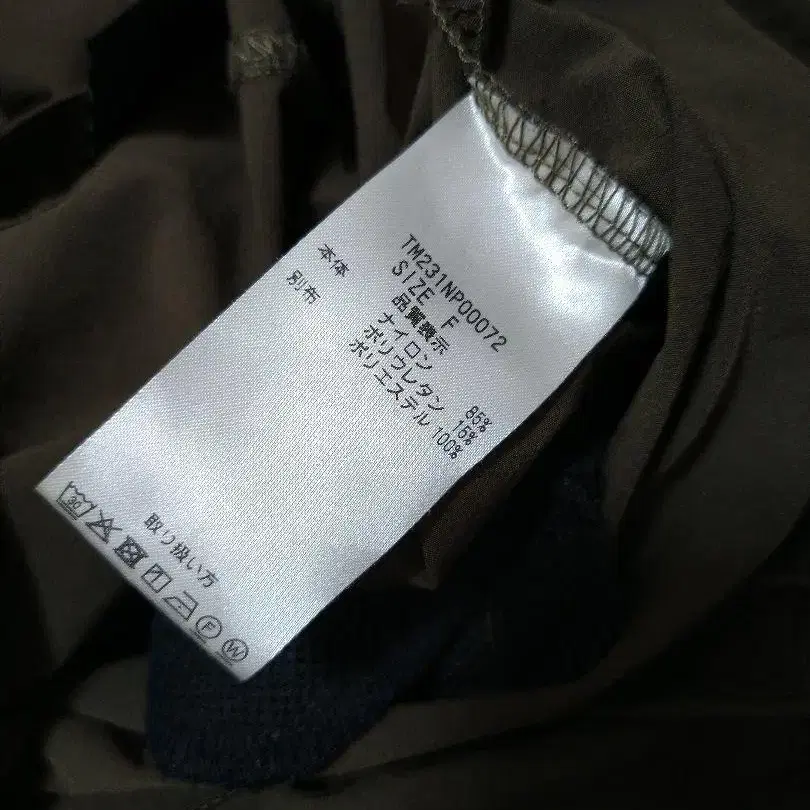 TM231NP00072
SIZE F
品質表示
本体 ナイロン 85%
ポリウレタン 15%
別布 ポリエステル 100%
取り扱い方
30
F
W